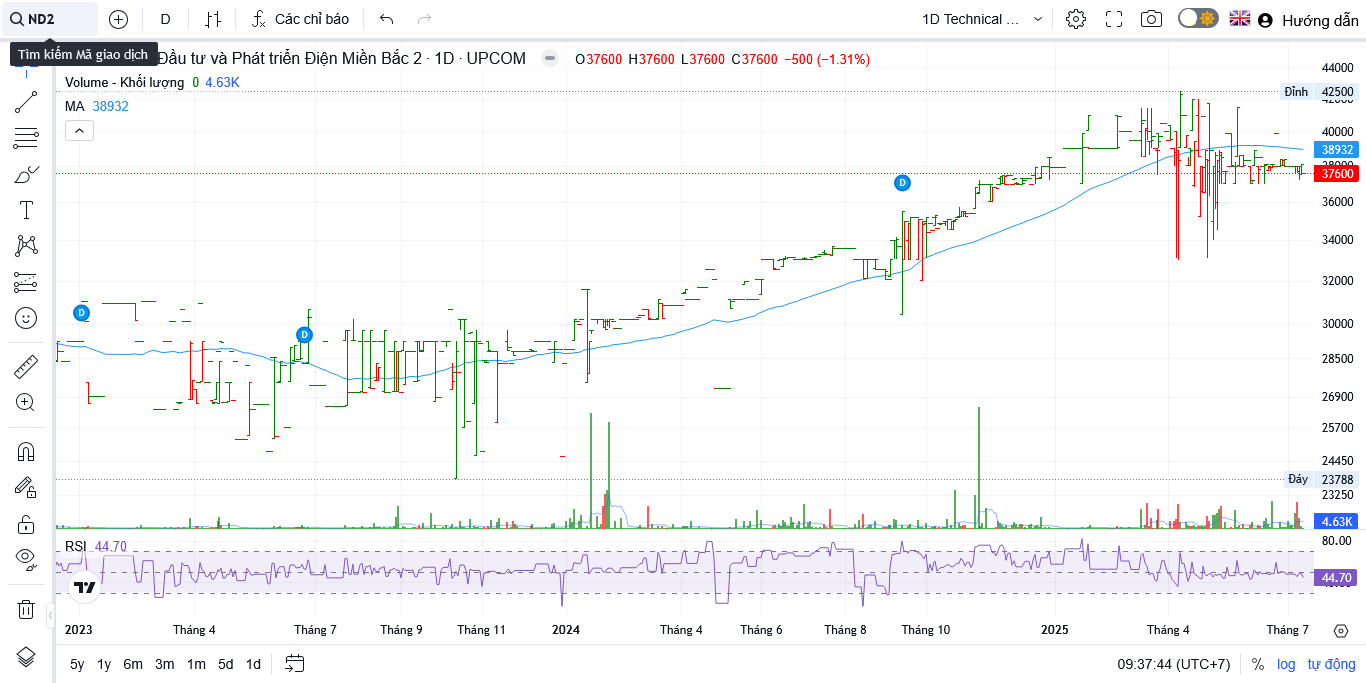 ND2
D
Các chỉ báo
1D Technical ...
Hướng dẫn
Tìm kiếm Mã giao dịch
Đầu tư và Phát triển Điện Miền Bắc 2 · 1D · UPCOM
O37600 H37600 L37600 C37600 −500 (−1.31%)
Volume - Khối lượng 0 4.63K
MA 38932
44000
Đỉnh 42500
42000
40000
38932
38000
37600
36000
34000
32000
30000
28500
26900
25700
24450
Đáy 23788
23250
4.63K
D
D
D
RSI 44.70
80.00
44.70
2023
Tháng 4
Tháng 7
Tháng 9
Tháng 11
2024
Tháng 4
Tháng 6
Tháng 8
Tháng 10
2025
Tháng 4
Tháng 7
5y 1y 6m 3m 1m 5d 1d
09:37:44 (UTC+7)
% log tự động